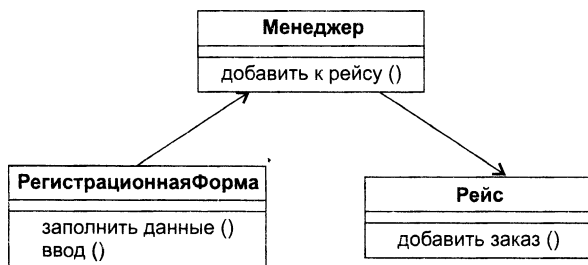 Менеджер
добавить к рейсу ()
РегистрационнаяФорма
заполнить данные ()
ввод ()
Рейс
добавить заказ ()